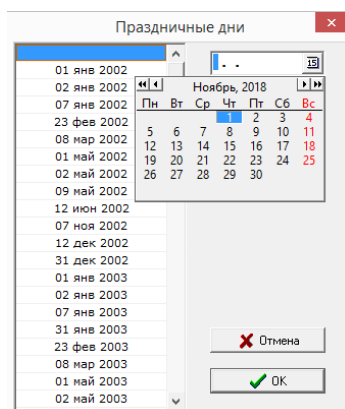 Праздничные дни
. .
15
01 янв 2002
02 янв 2002
07 янв 2002
23 фев 2002
08 мар 2002
01 май 2002
02 май 2002
09 май 2002
12 июн 2002
07 ноя 2002
12 дек 2002
31 дек 2002
01 янв 2003
02 янв 2003
07 янв 2003
31 янв 2003
23 фев 2003
08 мар 2003
01 май 2003
02 май 2003
Ноябрь, 2018
Пн Вт Ср Чт Пт Сб Вс
1 2 3 4
5 6 7 8 9 10 11
12 13 14 15 16 17 18
19 20 21 22 23 24 25
26 27 28 29 30
Отмена
OK